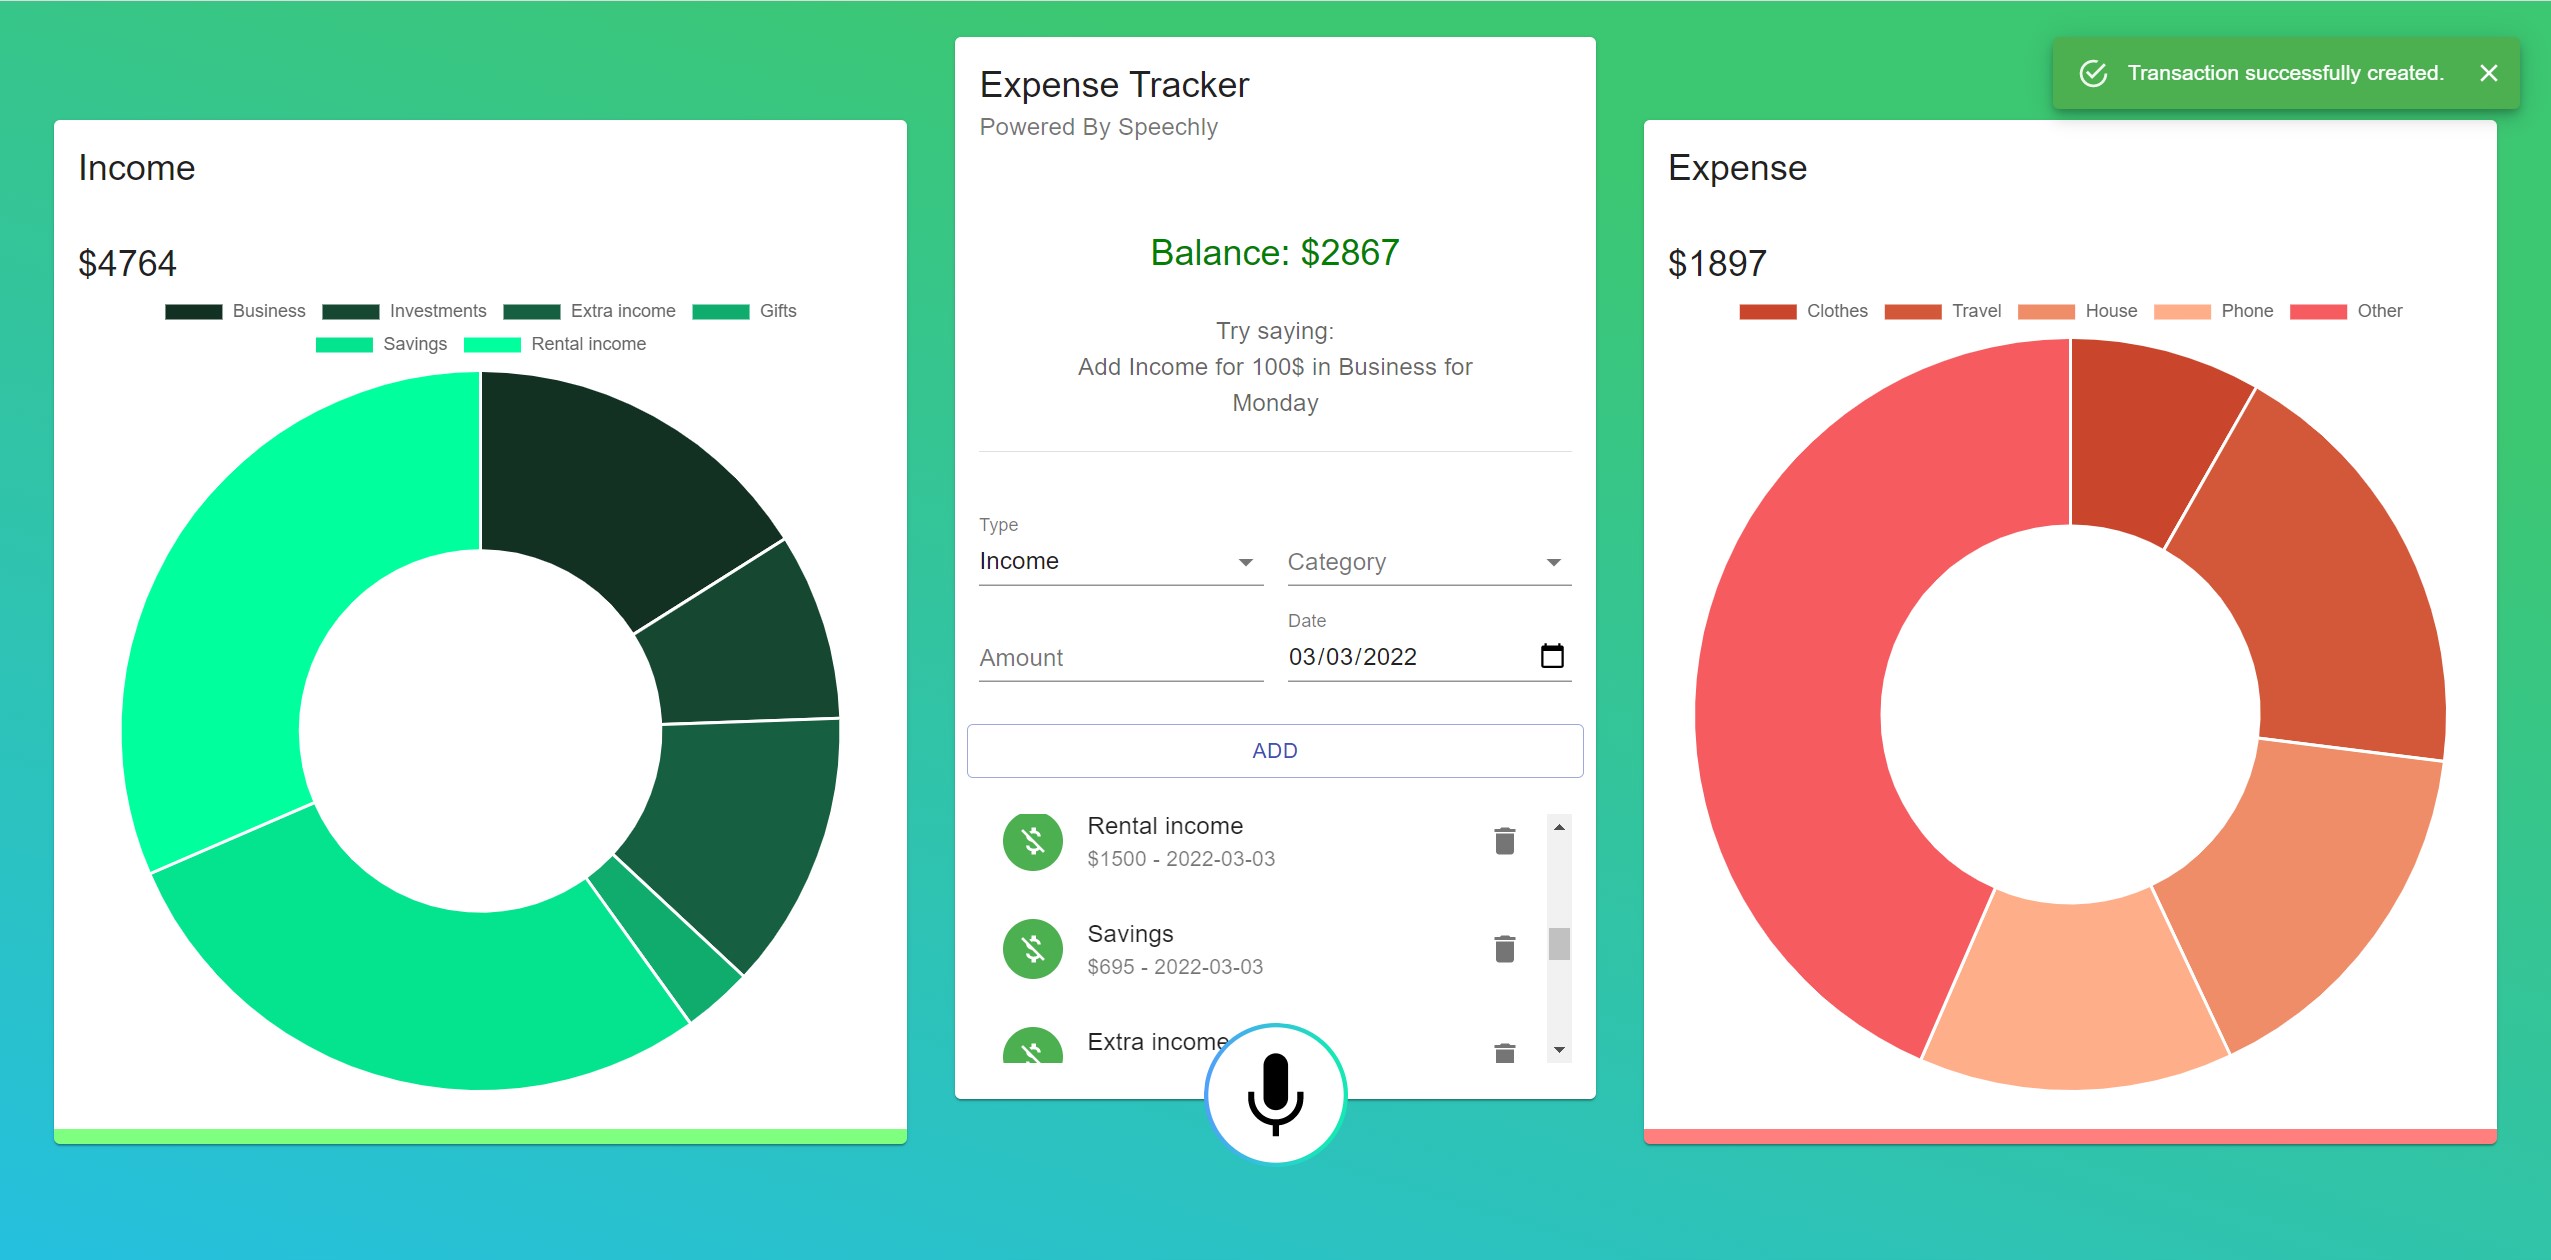 Transaction successfully created.
Income
$4764
Business Investments Extra income Gifts
Savings Rental income
Expense Tracker
Powered By Speechly
Balance: $2867
Try saying:
Add Income for 100$ in Business for
Monday
Type
Income
Category
Amount
Date
03/03/2022
ADD
Rental income
$1500 - 2022-03-03
Savings
$695 - 2022-03-03
Extra income
Expense
$1897
Clothes Travel House Phone Other